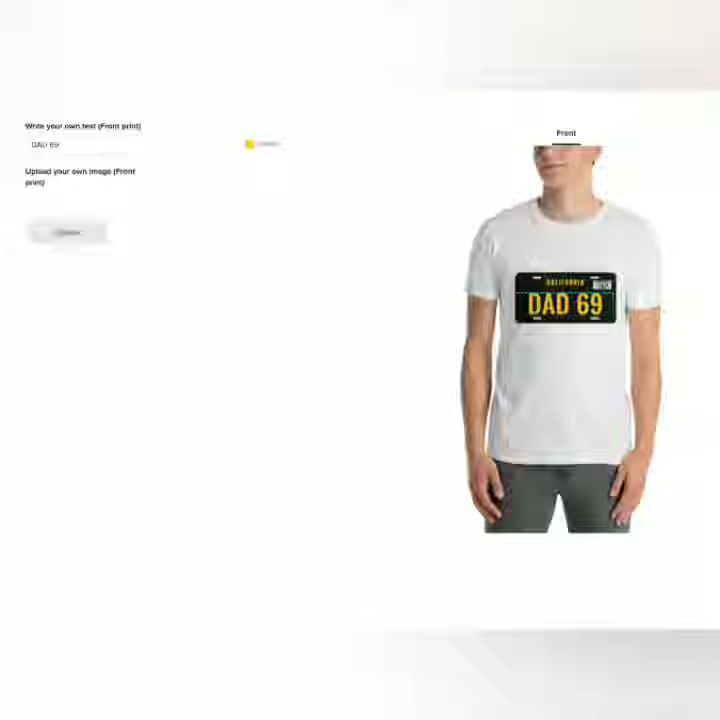 Write your own text (Front print)
DAD 69
Upload your own image (Front
print)
Front
CALIFORNIA
DAD 69